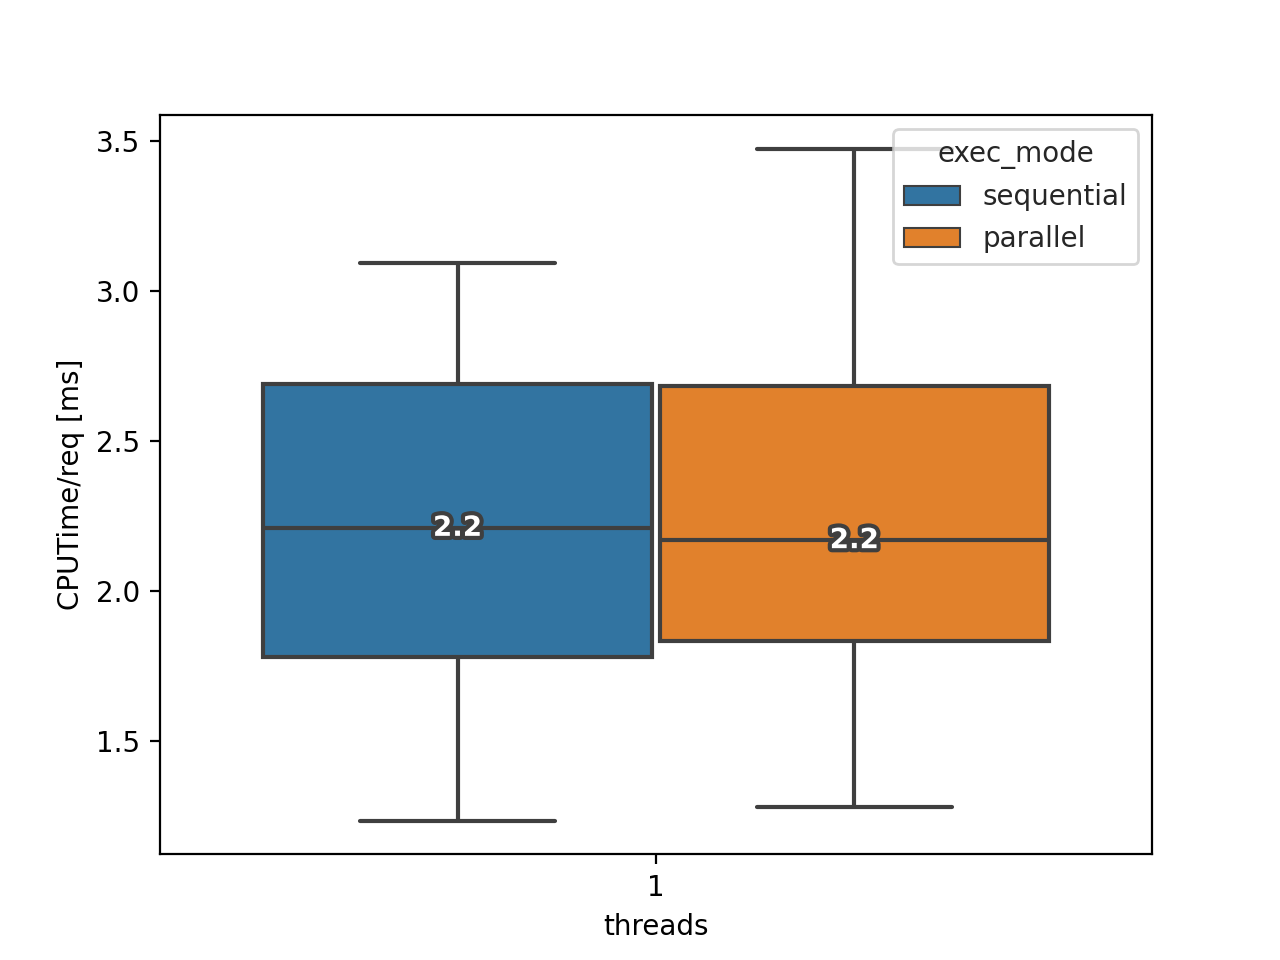 3.5
3.0
2.5
2.0
1.5
CPUTime/req [ms]
exec_mode
sequential
parallel
2.2
2.2
1
threads